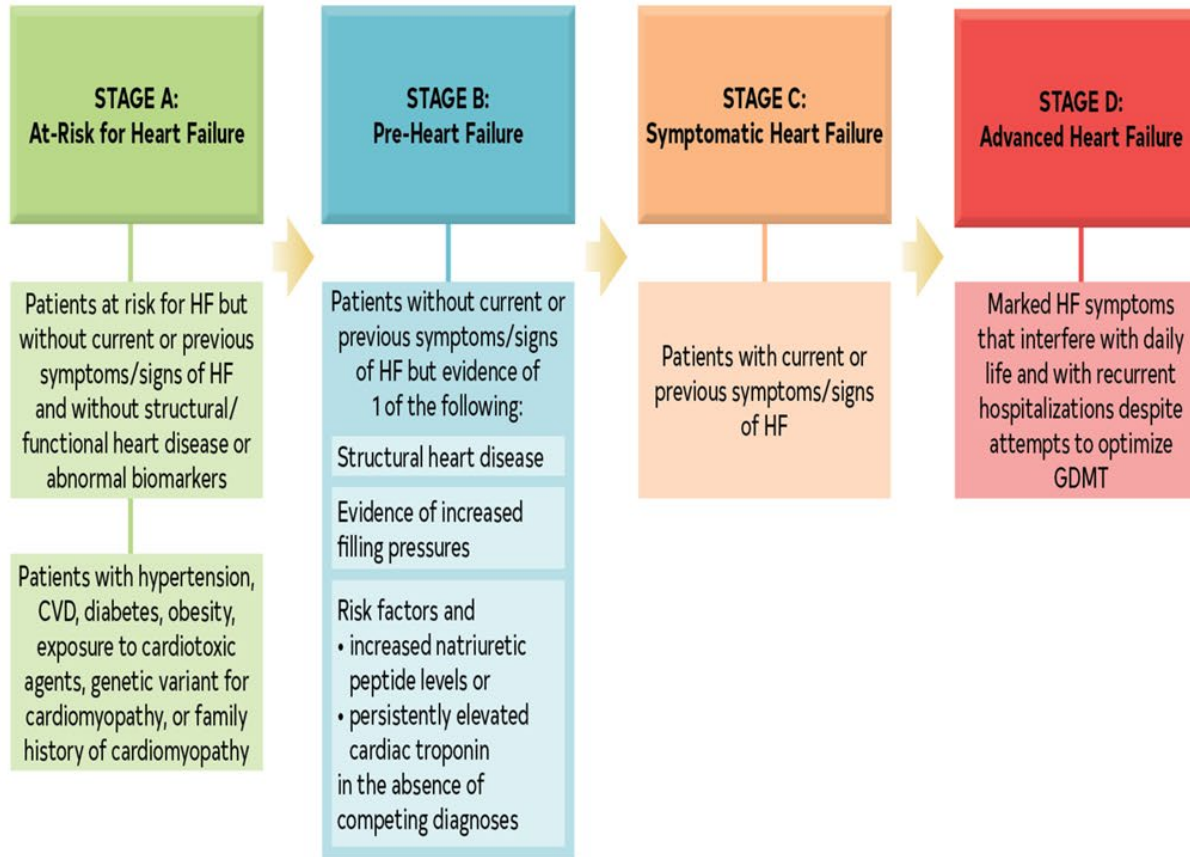 STAGE A:
At-Risk for Heart Failure
Patients at risk for HF but
without current or previous
symptoms/signs of HF
and without structural/
functional heart disease or
abnormal biomarkers
Patients with hypertension,
CVD, diabetes, obesity,
exposure to cardiotoxic
agents, genetic variant for
cardiomyopathy, or family
history of cardiomyopathy
STAGE B:
Pre-Heart Failure
Patients without current or
previous symptoms/signs
of HF but evidence of
1 of the following:
Structural heart disease
Evidence of increased
filling pressures
Risk factors and
• increased natriuretic
peptide levels or
• persistently elevated
cardiac troponin
in the absence of
competing diagnoses
STAGE C:
Symptomatic Heart Failure
Patients with current or
previous symptoms/signs
of HF
STAGE D:
Advanced Heart Failure
Marked HF symptoms
that interfere with daily
life and with recurrent
hospitalizations despite
attempts to optimize
GDMT